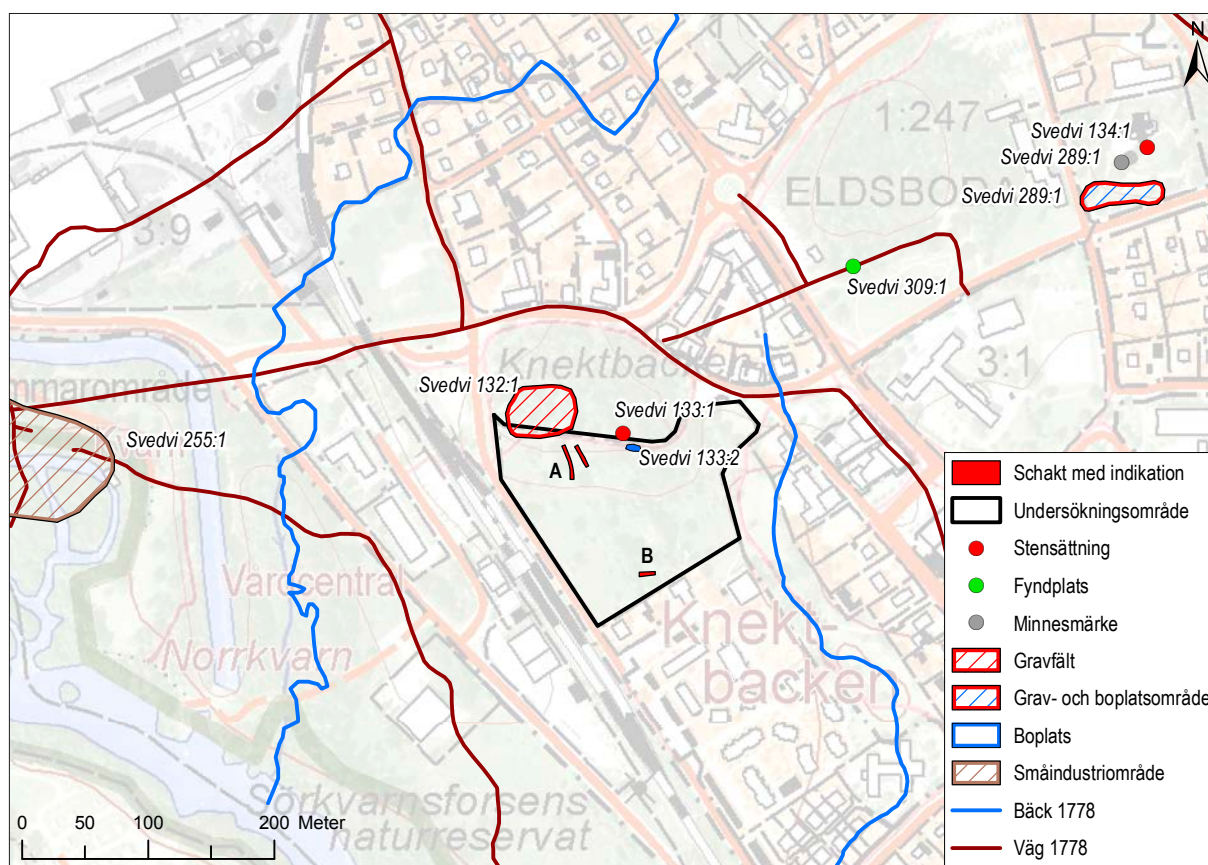 N
1:247
Svedvi 134:1
Svedvi 289:1
ELDSBODA
Svedvi 289:1
3:9
Svedvi 309:1
Knektbacken
3:1
Svedvi 132:1
Svedvi 133:1
Svedvi 255:1
Svedvi 133:2
A
B
Vårdcentral
Norrkvarn
Knekt-
backen
Sörkvarnsforsens
naturreservat
0 50 100 200 Meter
Schakt med indikation
Undersökningsområde
Stensättning
Fyndplats
Minnesmärke
Gravfält
Grav- och boplatsområde
Boplats
Småindustriområde
Bäck 1778
Väg 1778